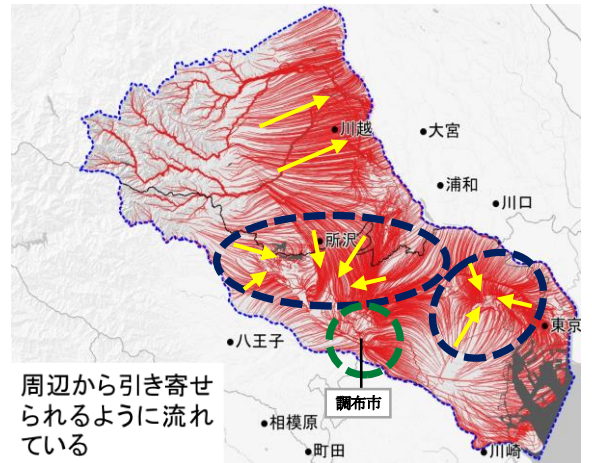 ●川越
●大宮
●浦和
●川口
●所沢
●東京
●八王子
調布市
周辺から引き寄せ
られるように流れ
ている
●相模原
●町田
●川崎